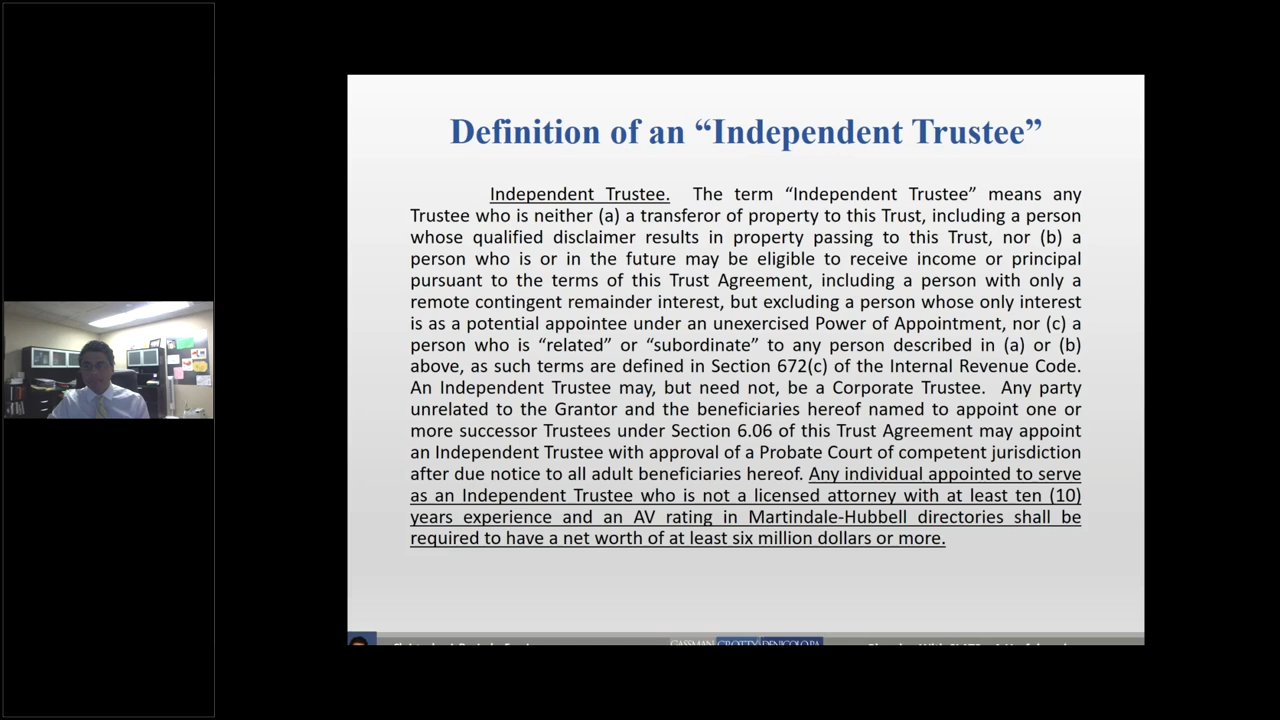 Definition of an “Independent Trustee”
Independent Trustee. The term “Independent Trustee” means any
Trustee who is neither (a) a transferor of property to this Trust, including a person
whose qualified disclaimer results in property passing to this Trust, nor (b) a
person who is or in the future may be eligible to receive income or principal
pursuant to the terms of this Trust Agreement, including a person with only a
remote contingent remainder interest, but excluding a person whose only interest
is as a potential appointee under an unexercised Power of Appointment, nor (c) a
person who is “related” or “subordinate” to any person described in (a) or (b)
above, as such terms are defined in Section 672(c) of the Internal Revenue Code.
An Independent Trustee may, but need not, be a Corporate Trustee. Any party
unrelated to the Grantor and the beneficiaries hereof named to appoint one or
more successor Trustees under Section 6.06 of this Trust Agreement may appoint
an Independent Trustee with approval of a Probate Court of competent jurisdiction
after due notice to all adult beneficiaries hereof. Any individual appointed to serve
as an Independent Trustee who is not a licensed attorney with at least ten (10)
years experience and an AV rating in Martindale-Hubbell directories shall be
required to have a net worth of at least six million dollars or more.
GASSMAN CROTTY DENICOLO PA